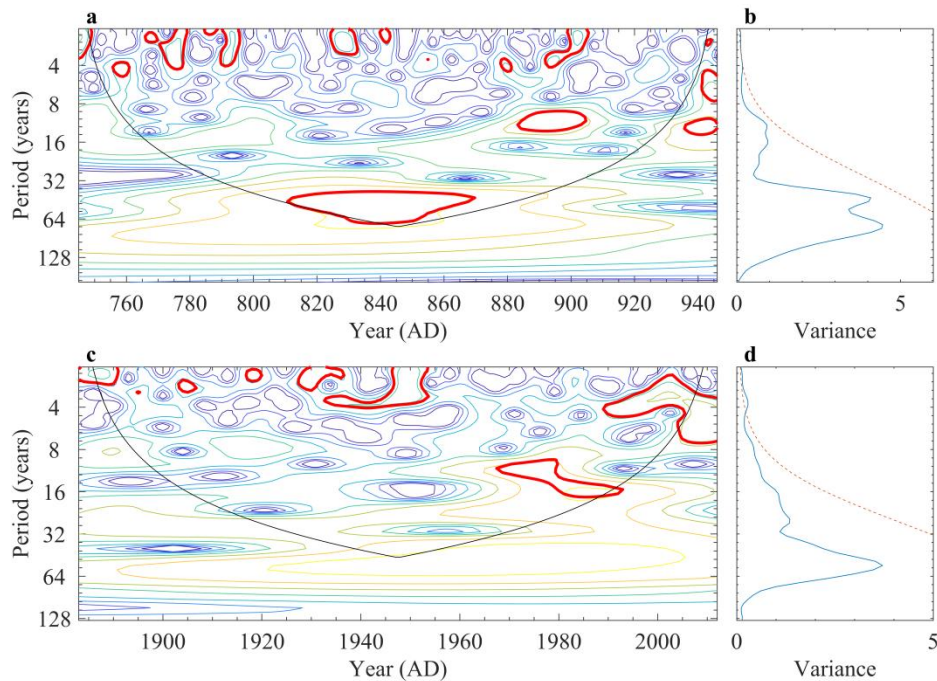 a
b
4
8
16
32
64
128
Period (years)
760 780 800 820 840 860 880 900 920 940
Year (AD)
0 5
Variance
c
d
4
8
16
32
64
128
Period (years)
1900 1920 1940 1960 1980 2000
Year (AD)
0 5
Variance